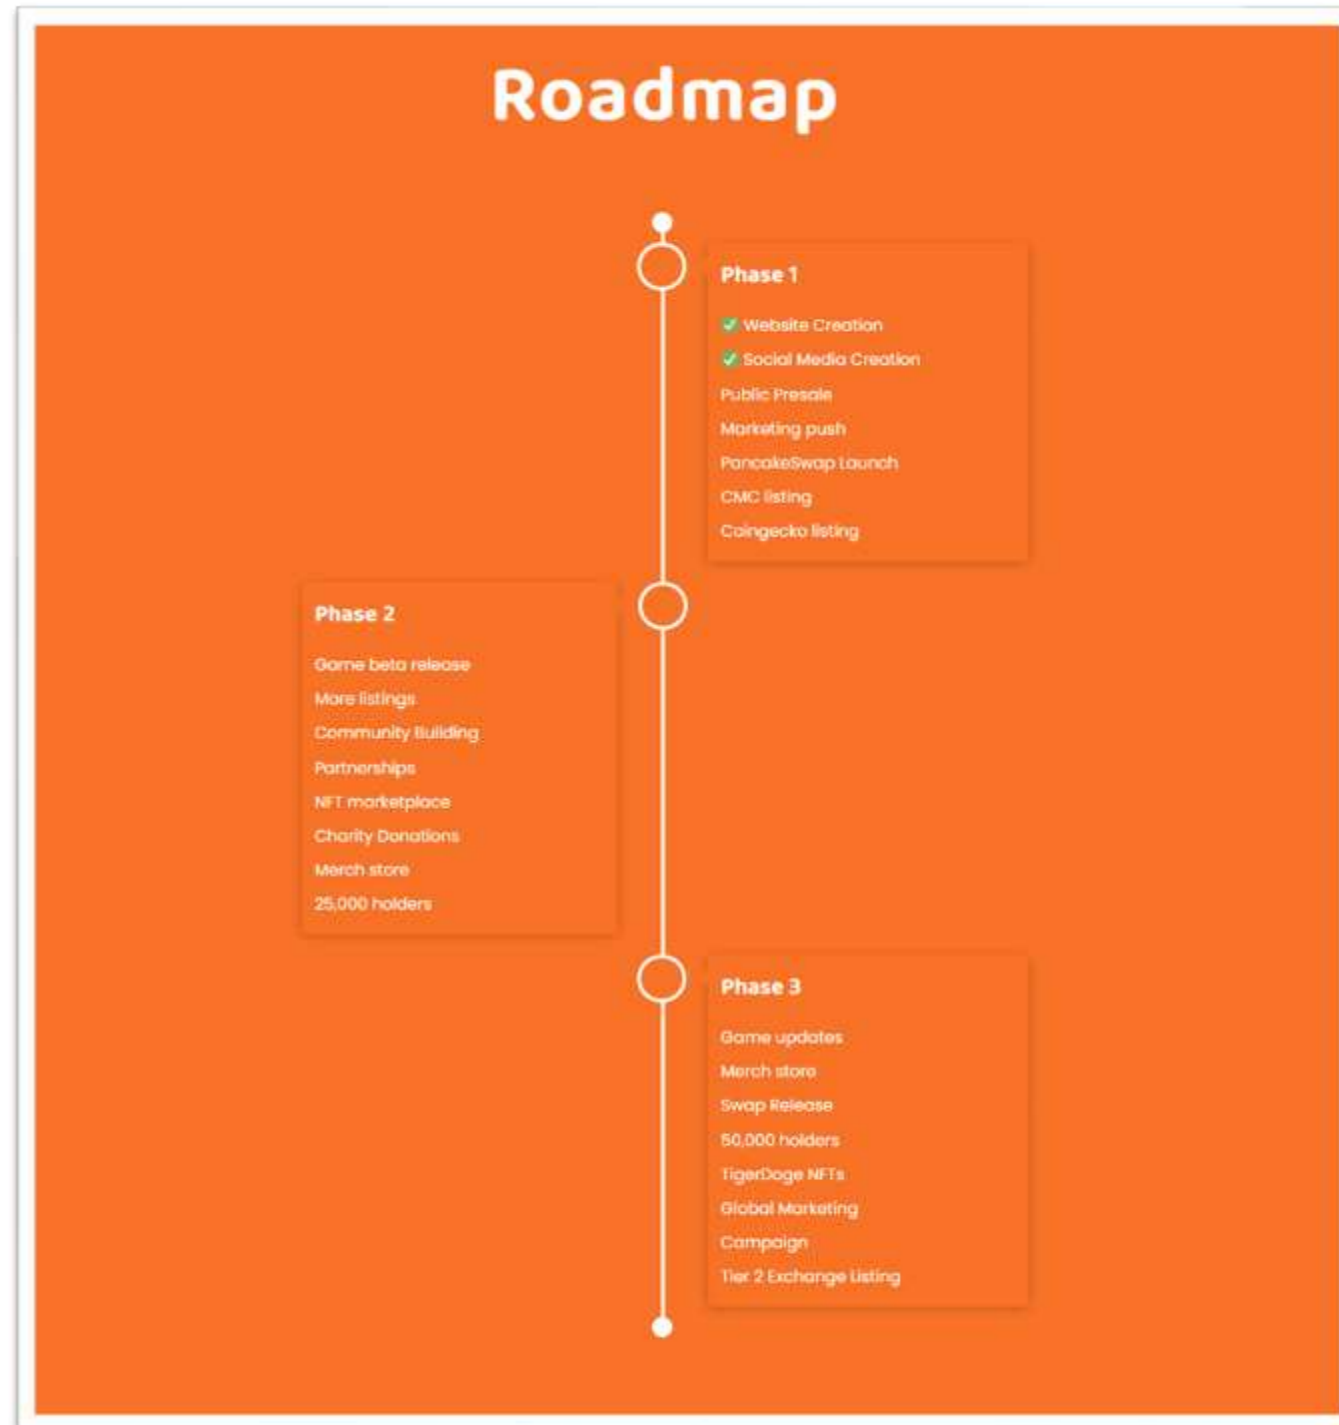 Roadmap
Phase 1
✅ Website Creation
✅ Social Media Creation
Public Presale
Marketing push
PancakeSwap Launch
CMC listing
Coingecko listing
Phase 2
Game beta release
More listings
Community Building
Partnerships
NFT marketplace
Charity Donations
Merch store
25,000 holders
Phase 3
Game updates
Merch store
Swap Release
50,000 holders
TigerDoge NFTs
Global Marketing
Campaign
Tier 2 Exchange Listing